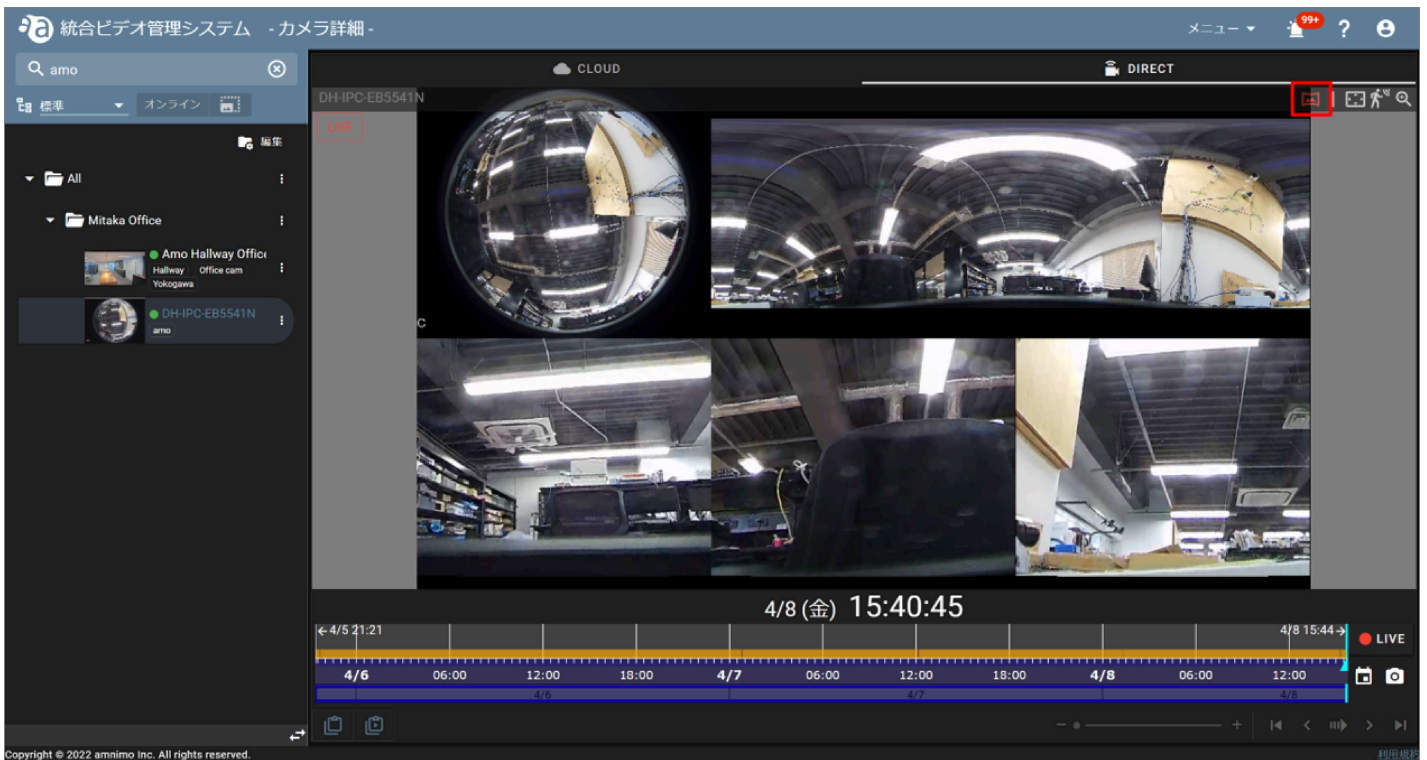 統合ビデオ管理システム - カメラ詳細 -
メニュー
99+
?
amo
標準
オンライン
編集
All
Mitaka Office
Amo Hallway Office
Hallway Office cam
Yokogawa
DH-IPC-EB5541N
amo
CLOUD
DIRECT
DH-IPC-EB5541N
LIVE
C
4/8 (金) 15:40:45
4/5 21:21
4/8 15:44
LIVE
4/6 06:00 12:00 18:00 4/7 06:00 12:00 18:00 4/8 06:00 12:00
4/6 4/7 4/8
Copyright © 2022 amnimo Inc. All rights reserved.
利用規約